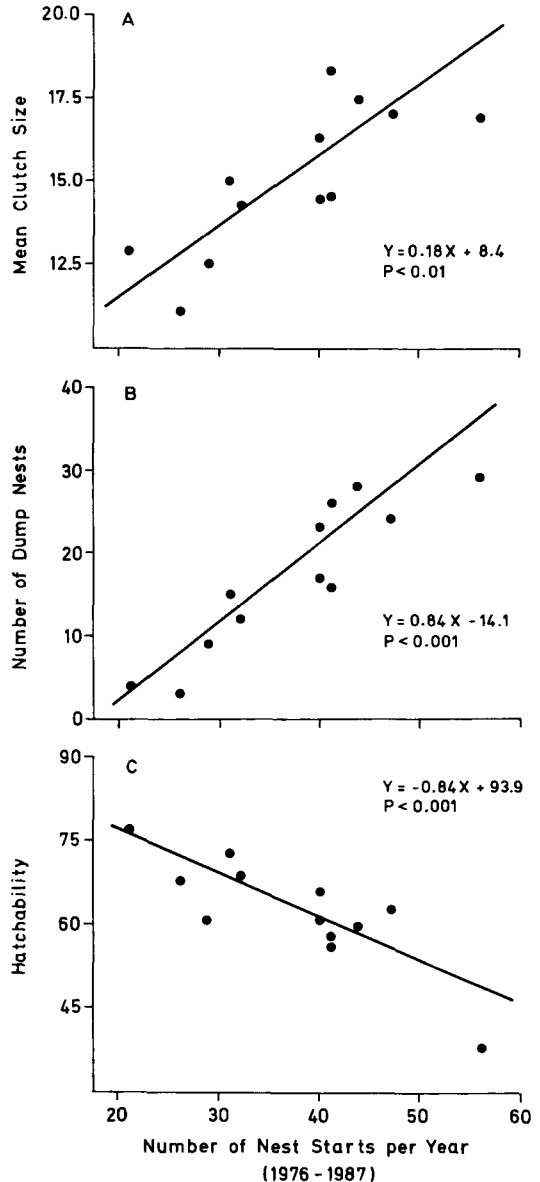 A
20.0
17.5
15.0
12.5
Mean Clutch Size
Y = 0.18X + 8.4
P < 0.01
B
40
30
20
10
0
Number of Dump Nests
Y = 0.84 X - 14.1
P < 0.001
C
90
75
60
45
Hatchability
Y = -0.84X + 93.9
P < 0.001
20 30 40 50 60
Number of Nest Starts per Year
(1976 - 1987)